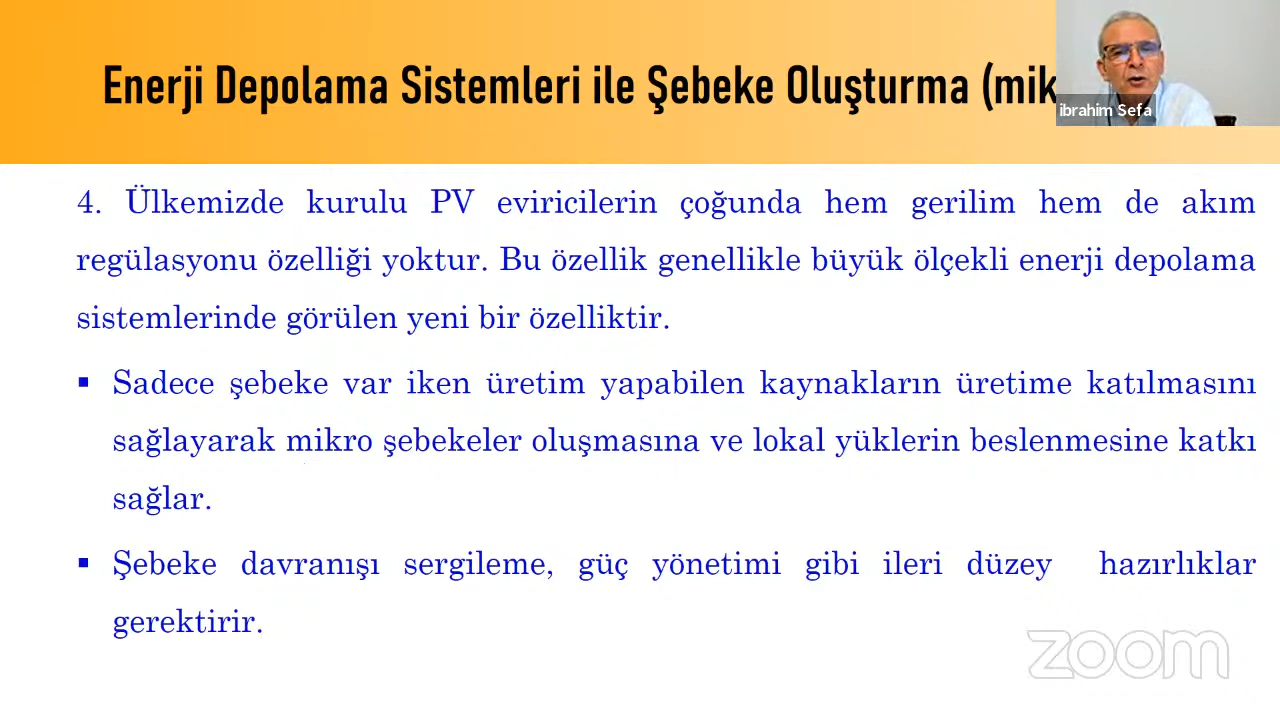 Enerji Depolama Sistemleri ile Şebeke Oluşturma (mik
ibrahim Sefa
4. Ülkemizde kurulu PV eviricilerin çoğunda hem gerilim hem de akım
regülasyonu özelliği yoktur. Bu özellik genellikle büyük ölçekli enerji depolama
sistemlerinde görülen yeni bir özelliktir.
▪ Sadece şebeke var iken üretim yapabilen kaynakların üretime katılmasını
sağlayarak mikro şebekeler oluşmasına ve lokal yüklerin beslenmesine katkı
sağlar.
▪ Şebeke davranışı sergileme, güç yönetimi gibi ileri düzey hazırlıklar
gerektirir.
zoom